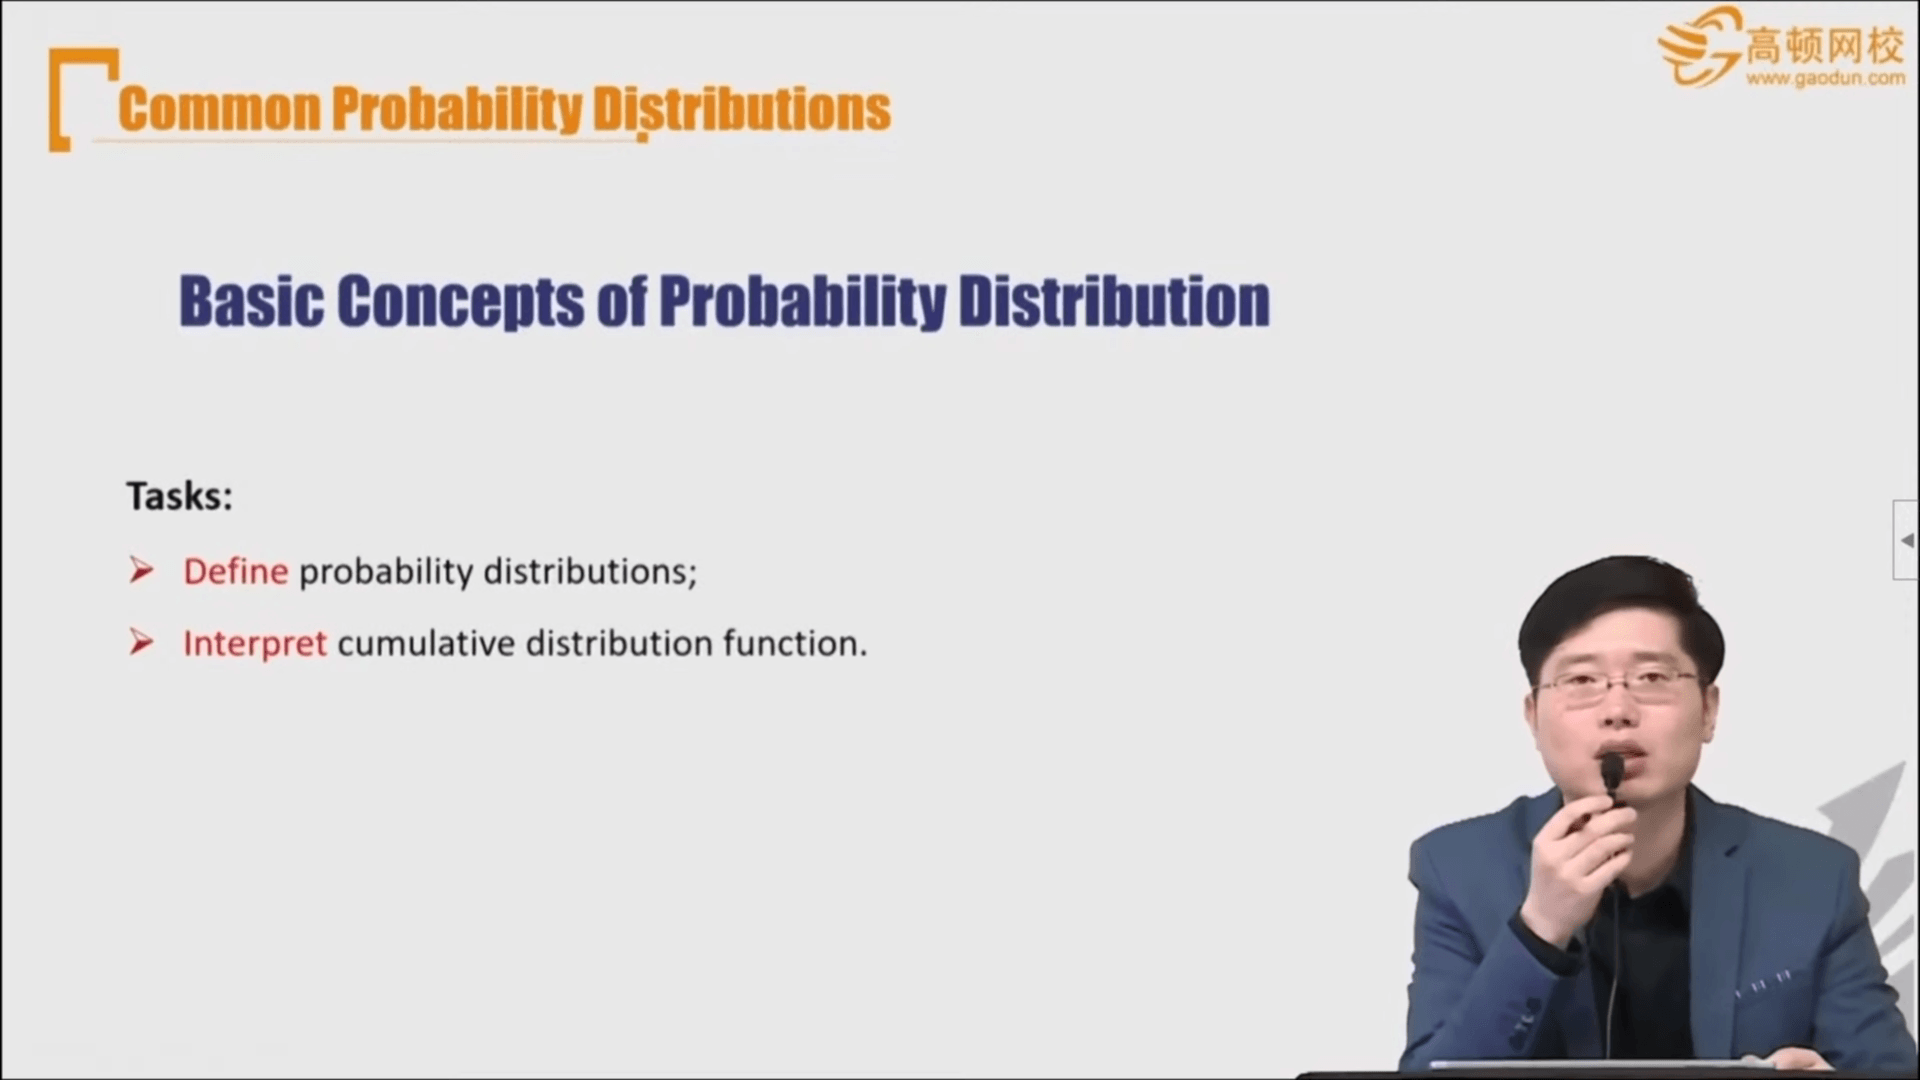 高顿网校
www.gaodun.com
Common Probability Distributions
Basic Concepts of Probability Distribution
Tasks:
Define probability distributions;
Interpret cumulative distribution function.